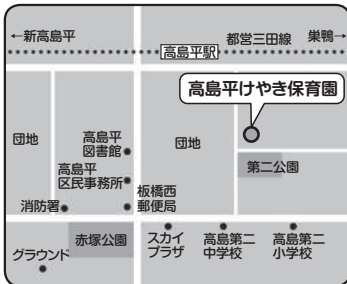 ←新高島平
都営三田線
巣鴨→
高島平駅
高島平けやき保育園
団地
高島平
図書館
団地
第二公園
高島平
区民事務所
板橋西
郵便局
消防署
赤塚公園
スカイ
プラザ
高島第二
中学校
高島第二
小学校
グラウンド